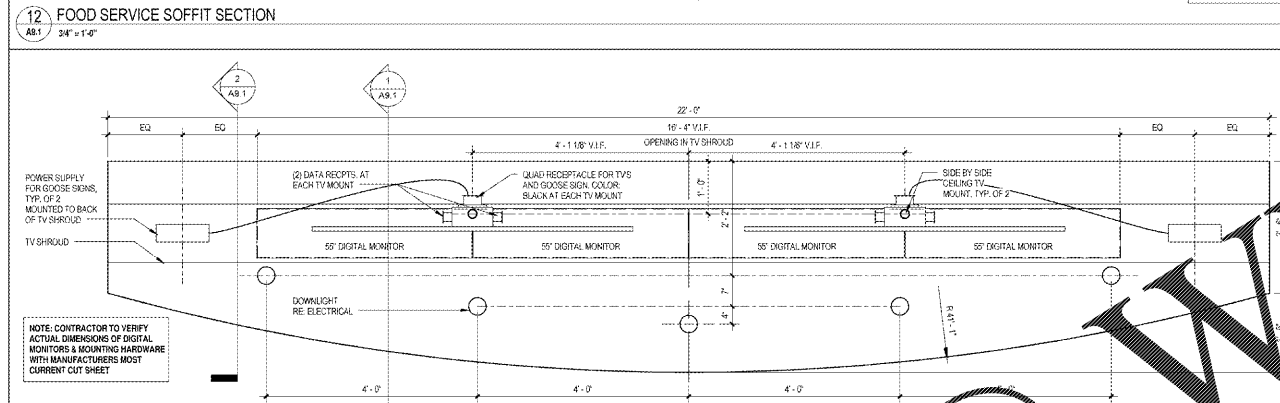 12
A9.1
FOOD SERVICE SOFFIT SECTION
3/4" = 1'-0"
2
A9.1
1
A9.1
22' - 0"
EQ
EQ
16' - 4" V.I.F.
EQ
EQ
4' - 1 1/8" V.I.F.
OPENING IN TV SHROUD
4' - 1 1/8" V.I.F.
POWER SUPPLY
FOR GOOSE SIGNS,
TYP. OF 2
MOUNTED TO BACK
OF TV SHROUD
(2) DATA RECPTS. AT
EACH TV MOUNT
QUAD RECEPTACLE FOR TVS
AND GOOSE SIGN. COLOR:
BLACK AT EACH TV MOUNT
1' - 0"
SIDE BY SIDE
CEILING TV
MOUNT, TYP. OF 2
2' - 2"
TV SHROUD
55" DIGITAL MONITOR
55" DIGITAL MONITOR
55" DIGITAL MONITOR
55" DIGITAL MONITOR
DOWNLIGHT
RE: ELECTRICAL
7"
4"
R 41' - 1"
NOTE: CONTRACTOR TO VERIFY
ACTUAL DIMENSIONS OF DIGITAL
MONITORS & MOUNTING HARDWARE
WITH MANUFACTURERS MOST
CURRENT CUT SHEET
4' - 0"
4' - 0"
4' - 0"
W